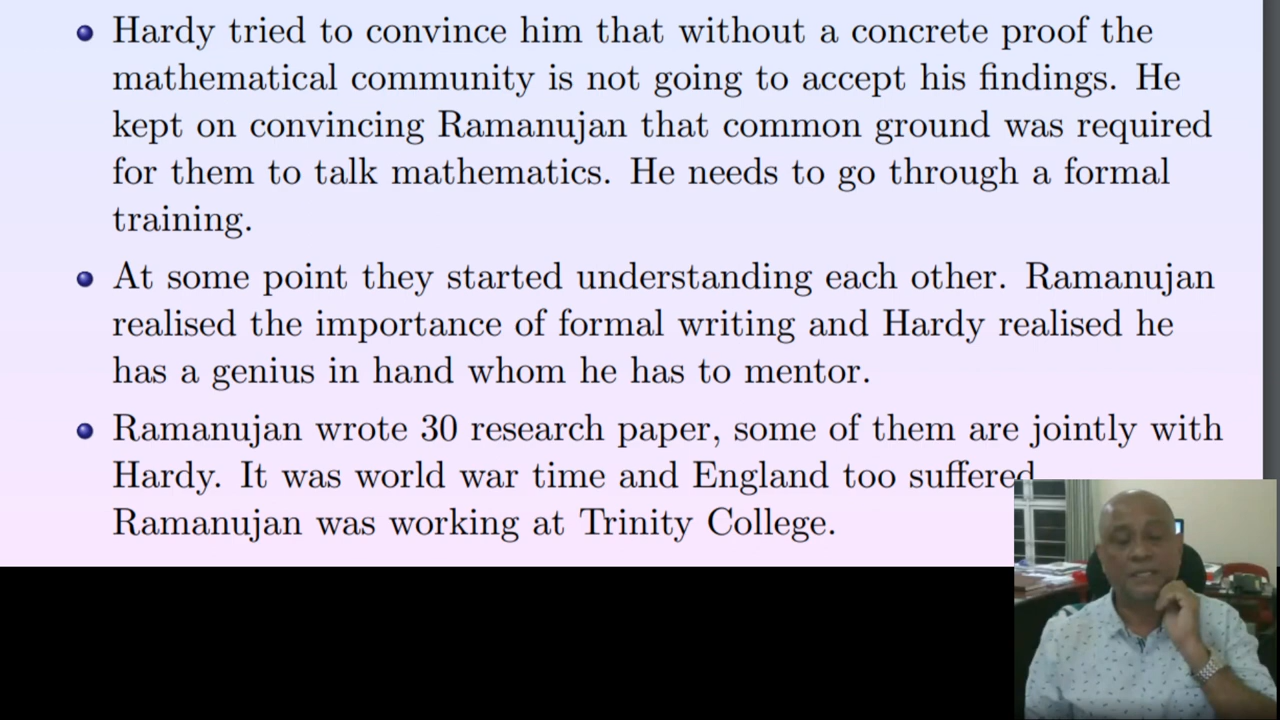 Hardy tried to convince him that without a concrete proof the
mathematical community is not going to accept his findings. He
kept on convincing Ramanujan that common ground was required
for them to talk mathematics. He needs to go through a formal
training.
At some point they started understanding each other. Ramanujan
realised the importance of formal writing and Hardy realised he
has a genius in hand whom he has to mentor.
Ramanujan wrote 30 research paper, some of them are jointly with
Hardy. It was world war time and England too suffered
Ramanujan was working at Trinity College.